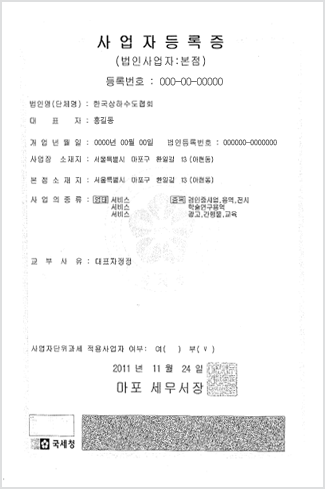 사업자등록증
(법인사업자:본점)
등록번호 : 000-00-00000
법인명(단체명) : 한국상하수도협회
대 표 자 : 홍길동
개 업 년 월 일 : 0000년 00월 00일 법인등록번호 : 000000-0000000
사업장 소재지 : 서울특별시 마포구 환일길 13 (아현동)
본 점 소 재 지 : 서울특별시 마포구 환일길 13 (아현동)
사 업 의 종 류 : 업태 서비스 종목 검인증사업,용역,전시
서비스 학술연구용역
서비스 광고,간행물,교육
교 부 사 유 : 대표자정정
사업자단위과세 적용사업자 여부: 여( ) 부( v )
2011 년 11 월 24 일
마포 세무서장
국세청